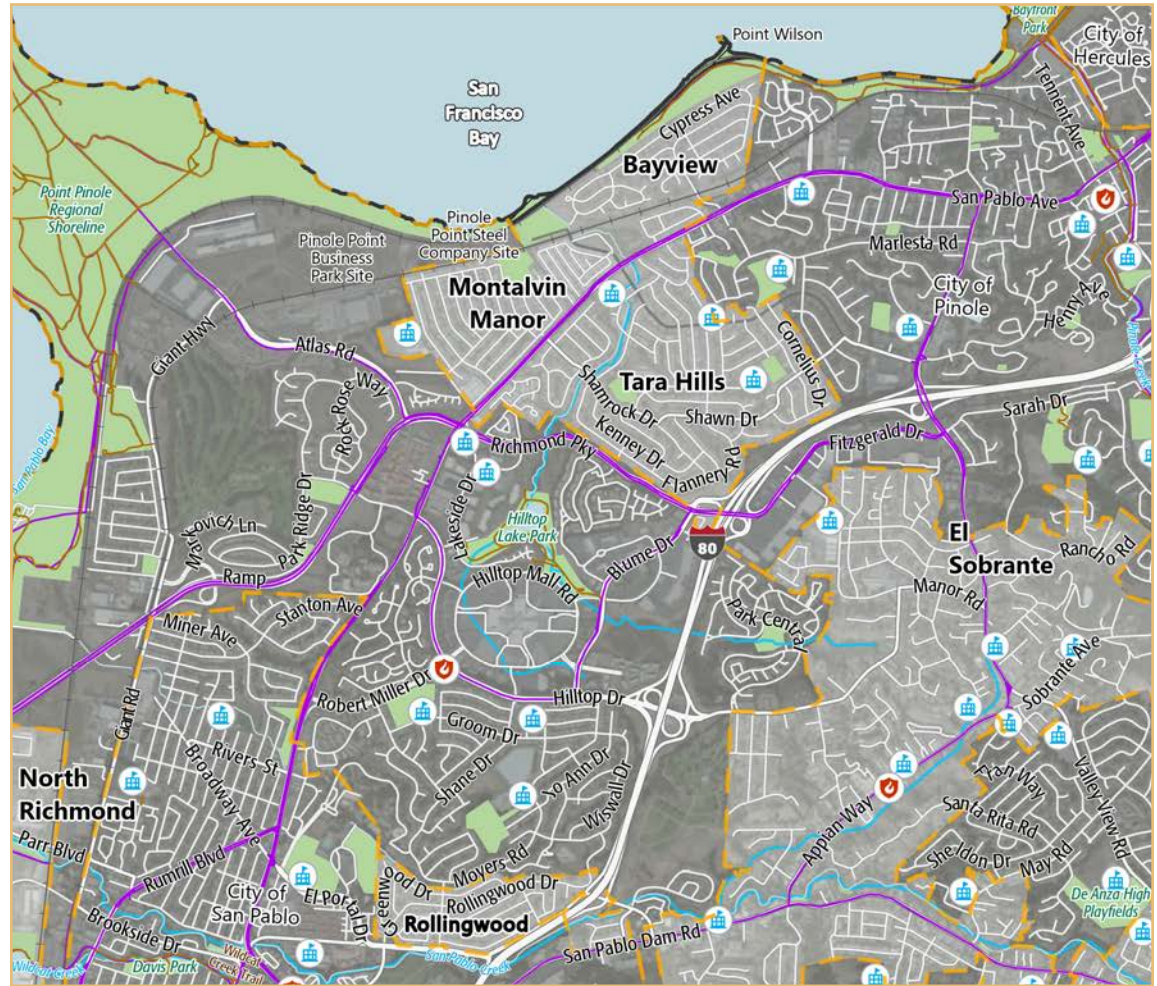 Bayfront
Park
City of
Hercules
Point Wilson
San
Francisco
Bay
Cypress Ave
Tennent Ave
Bayview
Point Pinole
Regional
Shoreline
San Pablo Ave
Pinole
Point Steel
Company Site
Pinole Point
Business
Park Site
Marlesta Rd
Montalvin
Manor
City of
Pinole
Henry Ave
Giant Hwy
Pinole Creek
Atlas Rd
Cornelius Dr
Tara Hills
Rock Rose Way
Shamrock Dr
Shawn Dr
Sarah Dr
Kenney Dr
Fitzgerald Dr
Richmond Pky
Flannery Rd
San Pablo Bay
Lakeside Dr
Markovich Ln
Park Ridge Dr
Hilltop
Lake Park
El
Sobrante
80
Rancho Rd
Blume Dr
Ramp
Hilltop Mall Rd
Manor Rd
Stanton Ave
Park Central
Miner Ave
Sobrante Ave
Robert Miller Dr
Hilltop Dr
Giant Rd
Groom Dr
Rivers St
Broadway Ave
Shane Dr
Jo Ann Dr
Fran Way
Valley View Rd
North
Richmond
Wiswall Dr
Santa Rita Rd
Appian Way
Parr Blvd
Rumrill Blvd
Moyers Rd
Sheldon Dr
May Rd
City of
San Pablo
El Portal Dr
Greenwood Dr
Rollingwood Dr
De Anza High
Playfields
Rollingwood
Brookside Dr
San Pablo Dam Rd
San Pablo Creek
Wildcat Creek
Davis Park
Wildcat
Creek Trail